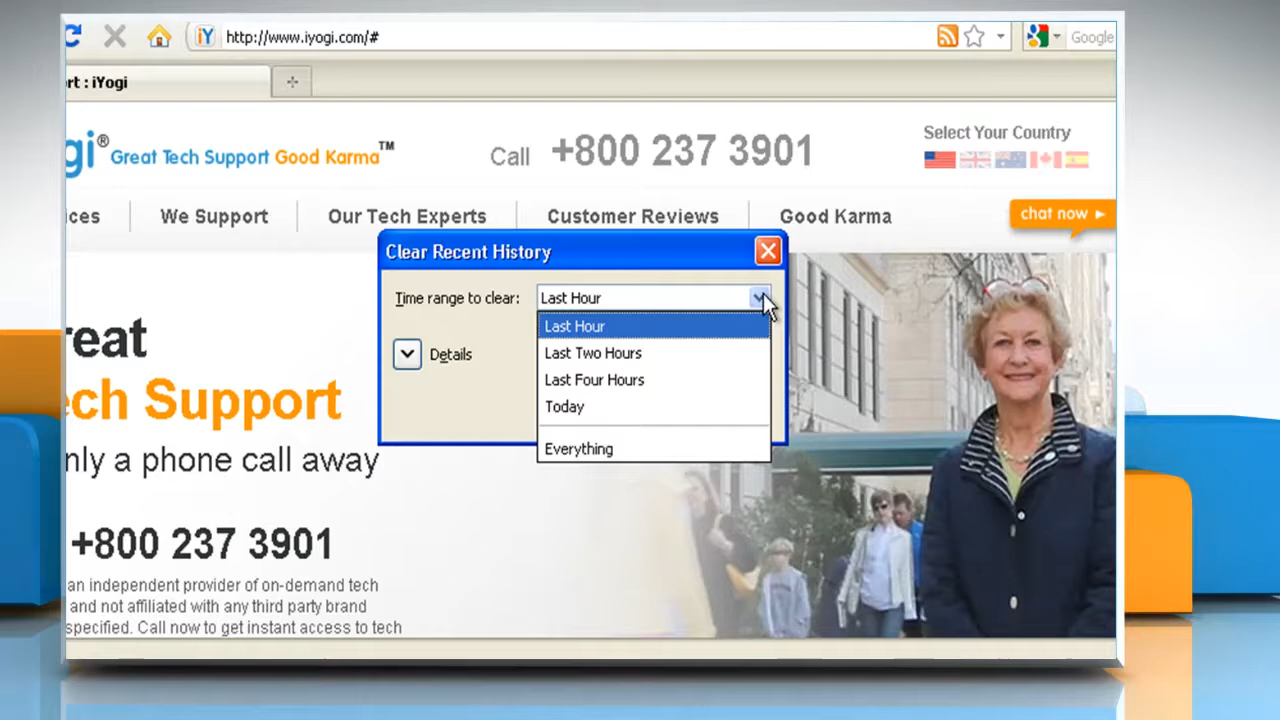 http://www.iyogi.com/#
Google
rt : iYogi
gi® Great Tech Support Good Karma™
Call +800 237 3901
Select Your Country
ices
We Support
Our Tech Experts
Customer Reviews
Good Karma
chat now
Clear Recent History
Time range to clear:
Last Hour
Last Hour
Last Two Hours
Last Four Hours
Today
Everything
Details
reat
ech Support
nly a phone call away
+800 237 3901
an independent provider of on-demand tech
and not affiliated with any third party brand
specified. Call now to get instant access to tech